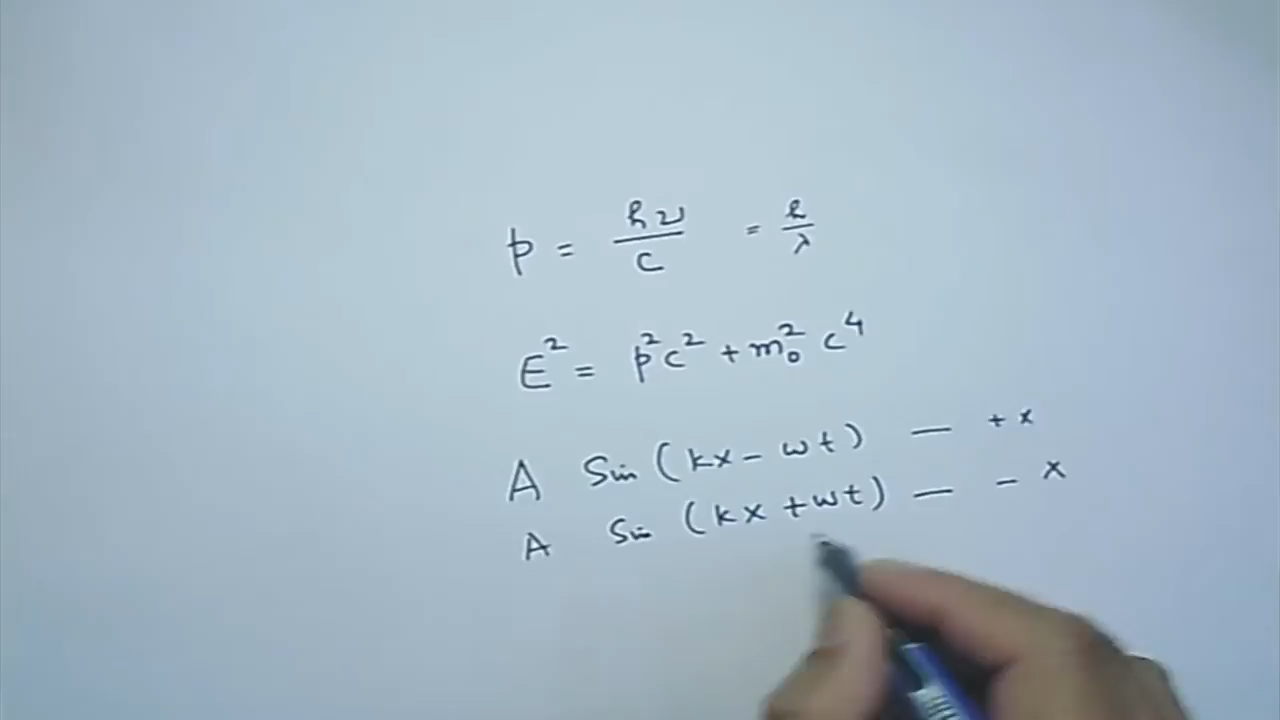 p = hν/c = h/λ
E² = p²c² + m₀²c⁴
A Sin (kx - ωt) — +x
A Sin (kx + ωt) — - x